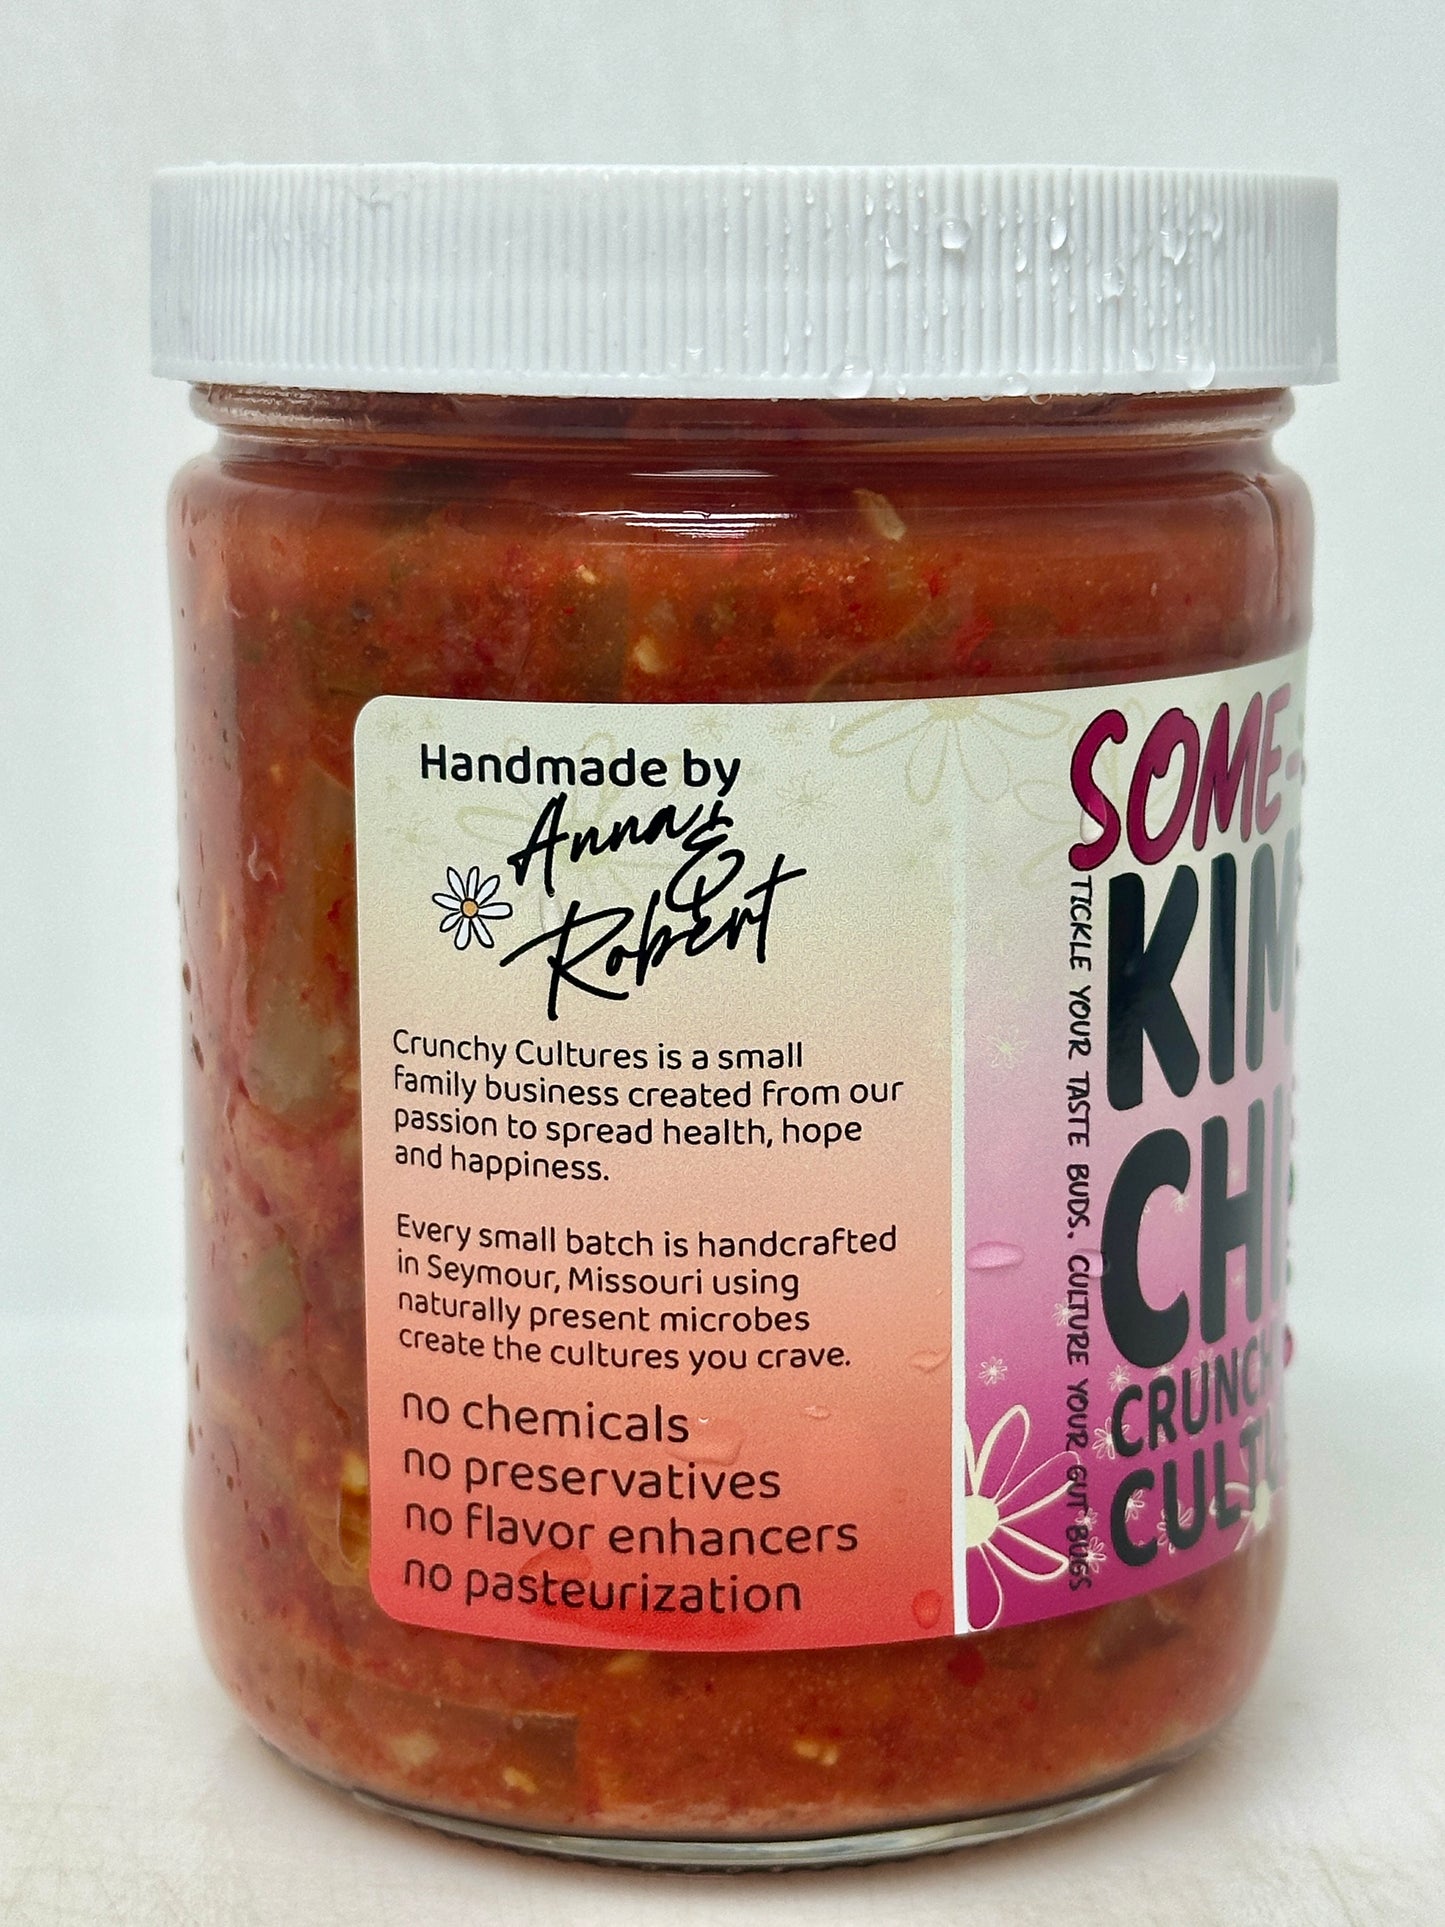 Handmade by
Anna &
Robert
Crunchy Cultures is a small
family business created from our
passion to spread health, hope
and happiness.
Every small batch is handcrafted
in Seymour, Missouri using
naturally present microbes
create the cultures you crave.
no chemicals
no preservatives
no flavor enhancers
no pasteurization
SOME-
TICKLE YOUR TASTE BUDS. CULTURE YOUR GUT BUGS
KIM
CHI
CRUNCH
CULTU